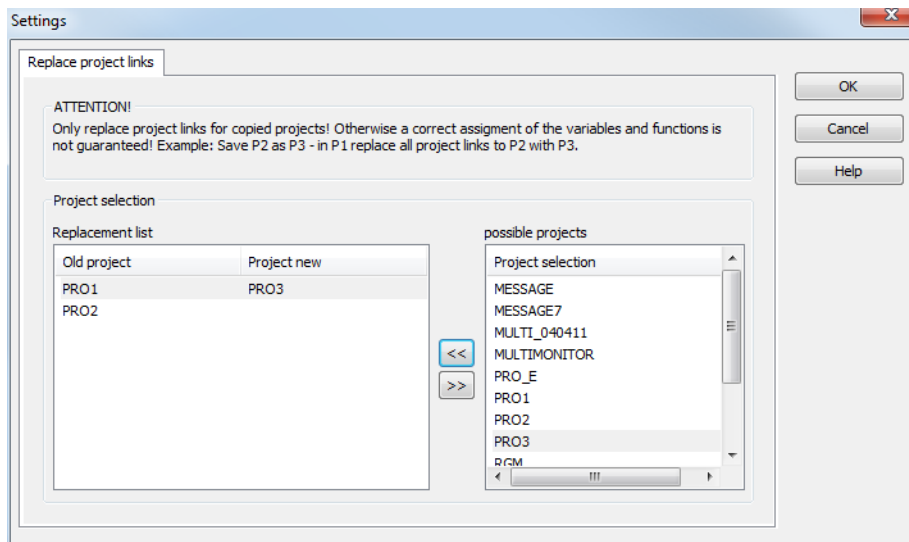 Settings
Replace project links
OK
Cancel
Help
ATTENTION!
Only replace project links for copied projects! Otherwise a correct assigment of the variables and functions is
not guaranteed! Example: Save P2 as P3 - in P1 replace all project links to P2 with P3.
Project selection
Replacement list
Old project Project new
PRO1 PRO3
PRO2
<<
>>
possible projects
Project selection
MESSAGE
MESSAGE7
MULTI_040411
MULTIMONITOR
PRO_E
PRO1
PRO2
PRO3
RGM